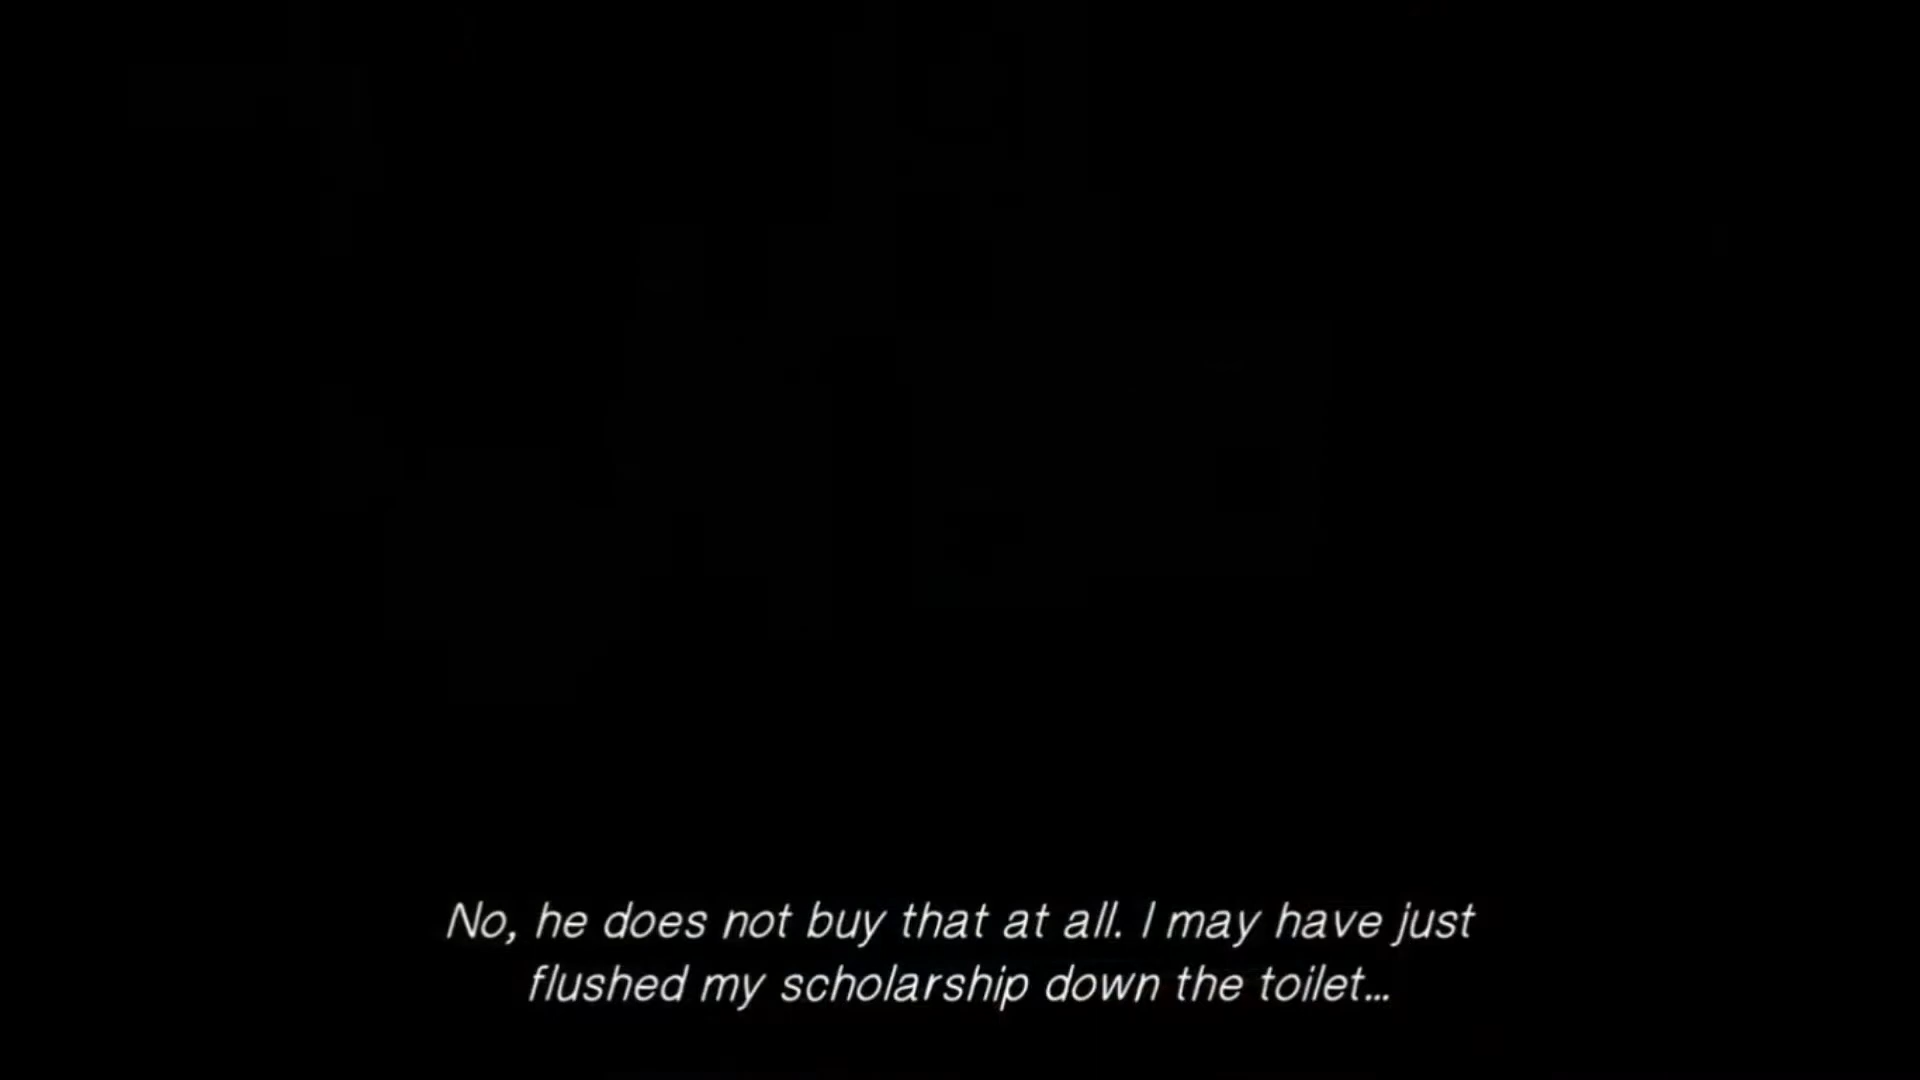 No, he does not buy that at all. I may have just
flushed my scholarship down the toilet...